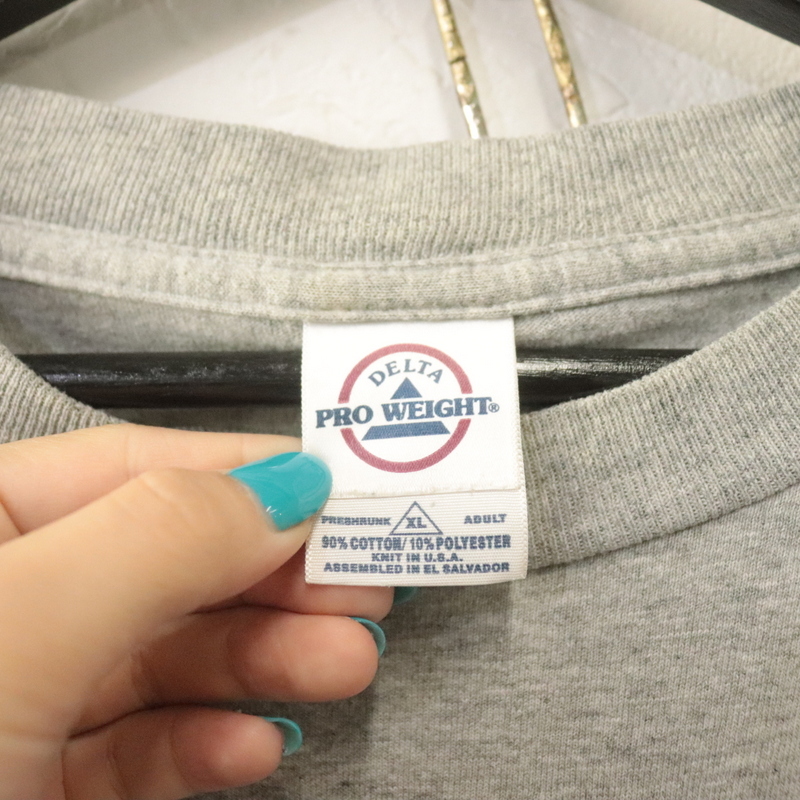 DELTA
PRO WEIGHT®
PRESHRUNK XL ADULT
90% COTTON/10% POLYESTER
KNIT IN U.S.A.
ASSEMBLED IN EL SALVADOR